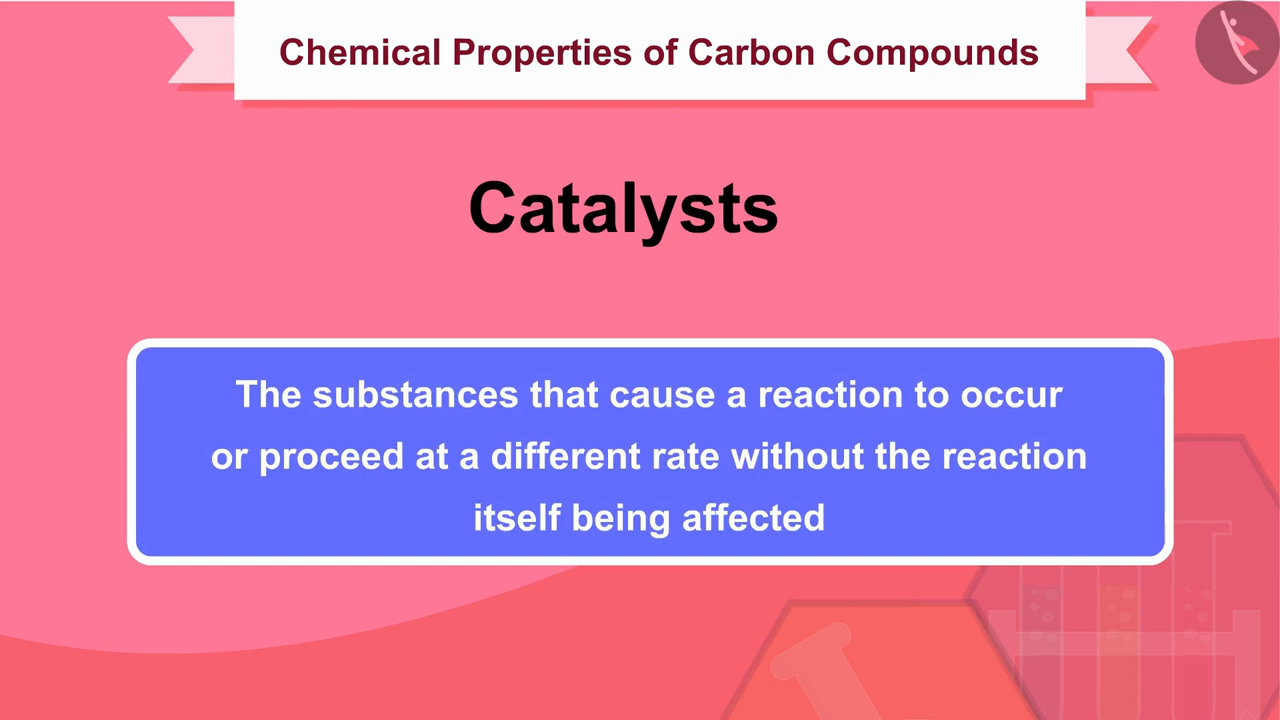 Chemical Properties of Carbon Compounds
Catalysts
The substances that cause a reaction to occur
or proceed at a different rate without the reaction
itself being affected